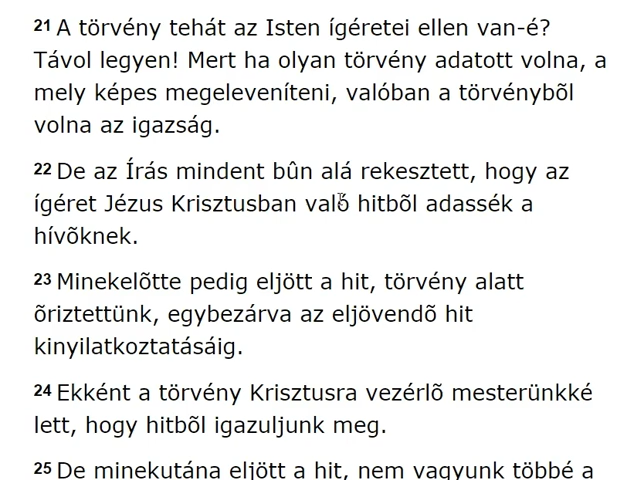 21 A törvény tehát az Isten ígéretei ellen van-é?
Távol legyen! Mert ha olyan törvény adatott volna, a
mely képes megeleveníteni, valóban a törvénybõl
volna az igazság.
22 De az Írás mindent bûn alá rekesztett, hogy az
ígéret Jézus Krisztusban való hitbõl adassék a
hívõknek.
23 Minekelõtte pedig eljött a hit, törvény alatt
õriztettünk, egybezárva az eljövendõ hit
kinyilatkoztatásáig.
24 Ekként a törvény Krisztusra vezérlõ mesterünkké
lett, hogy hitbõl igazuljunk meg.
25 De minekutána eljött a hit, nem vagyunk többé a